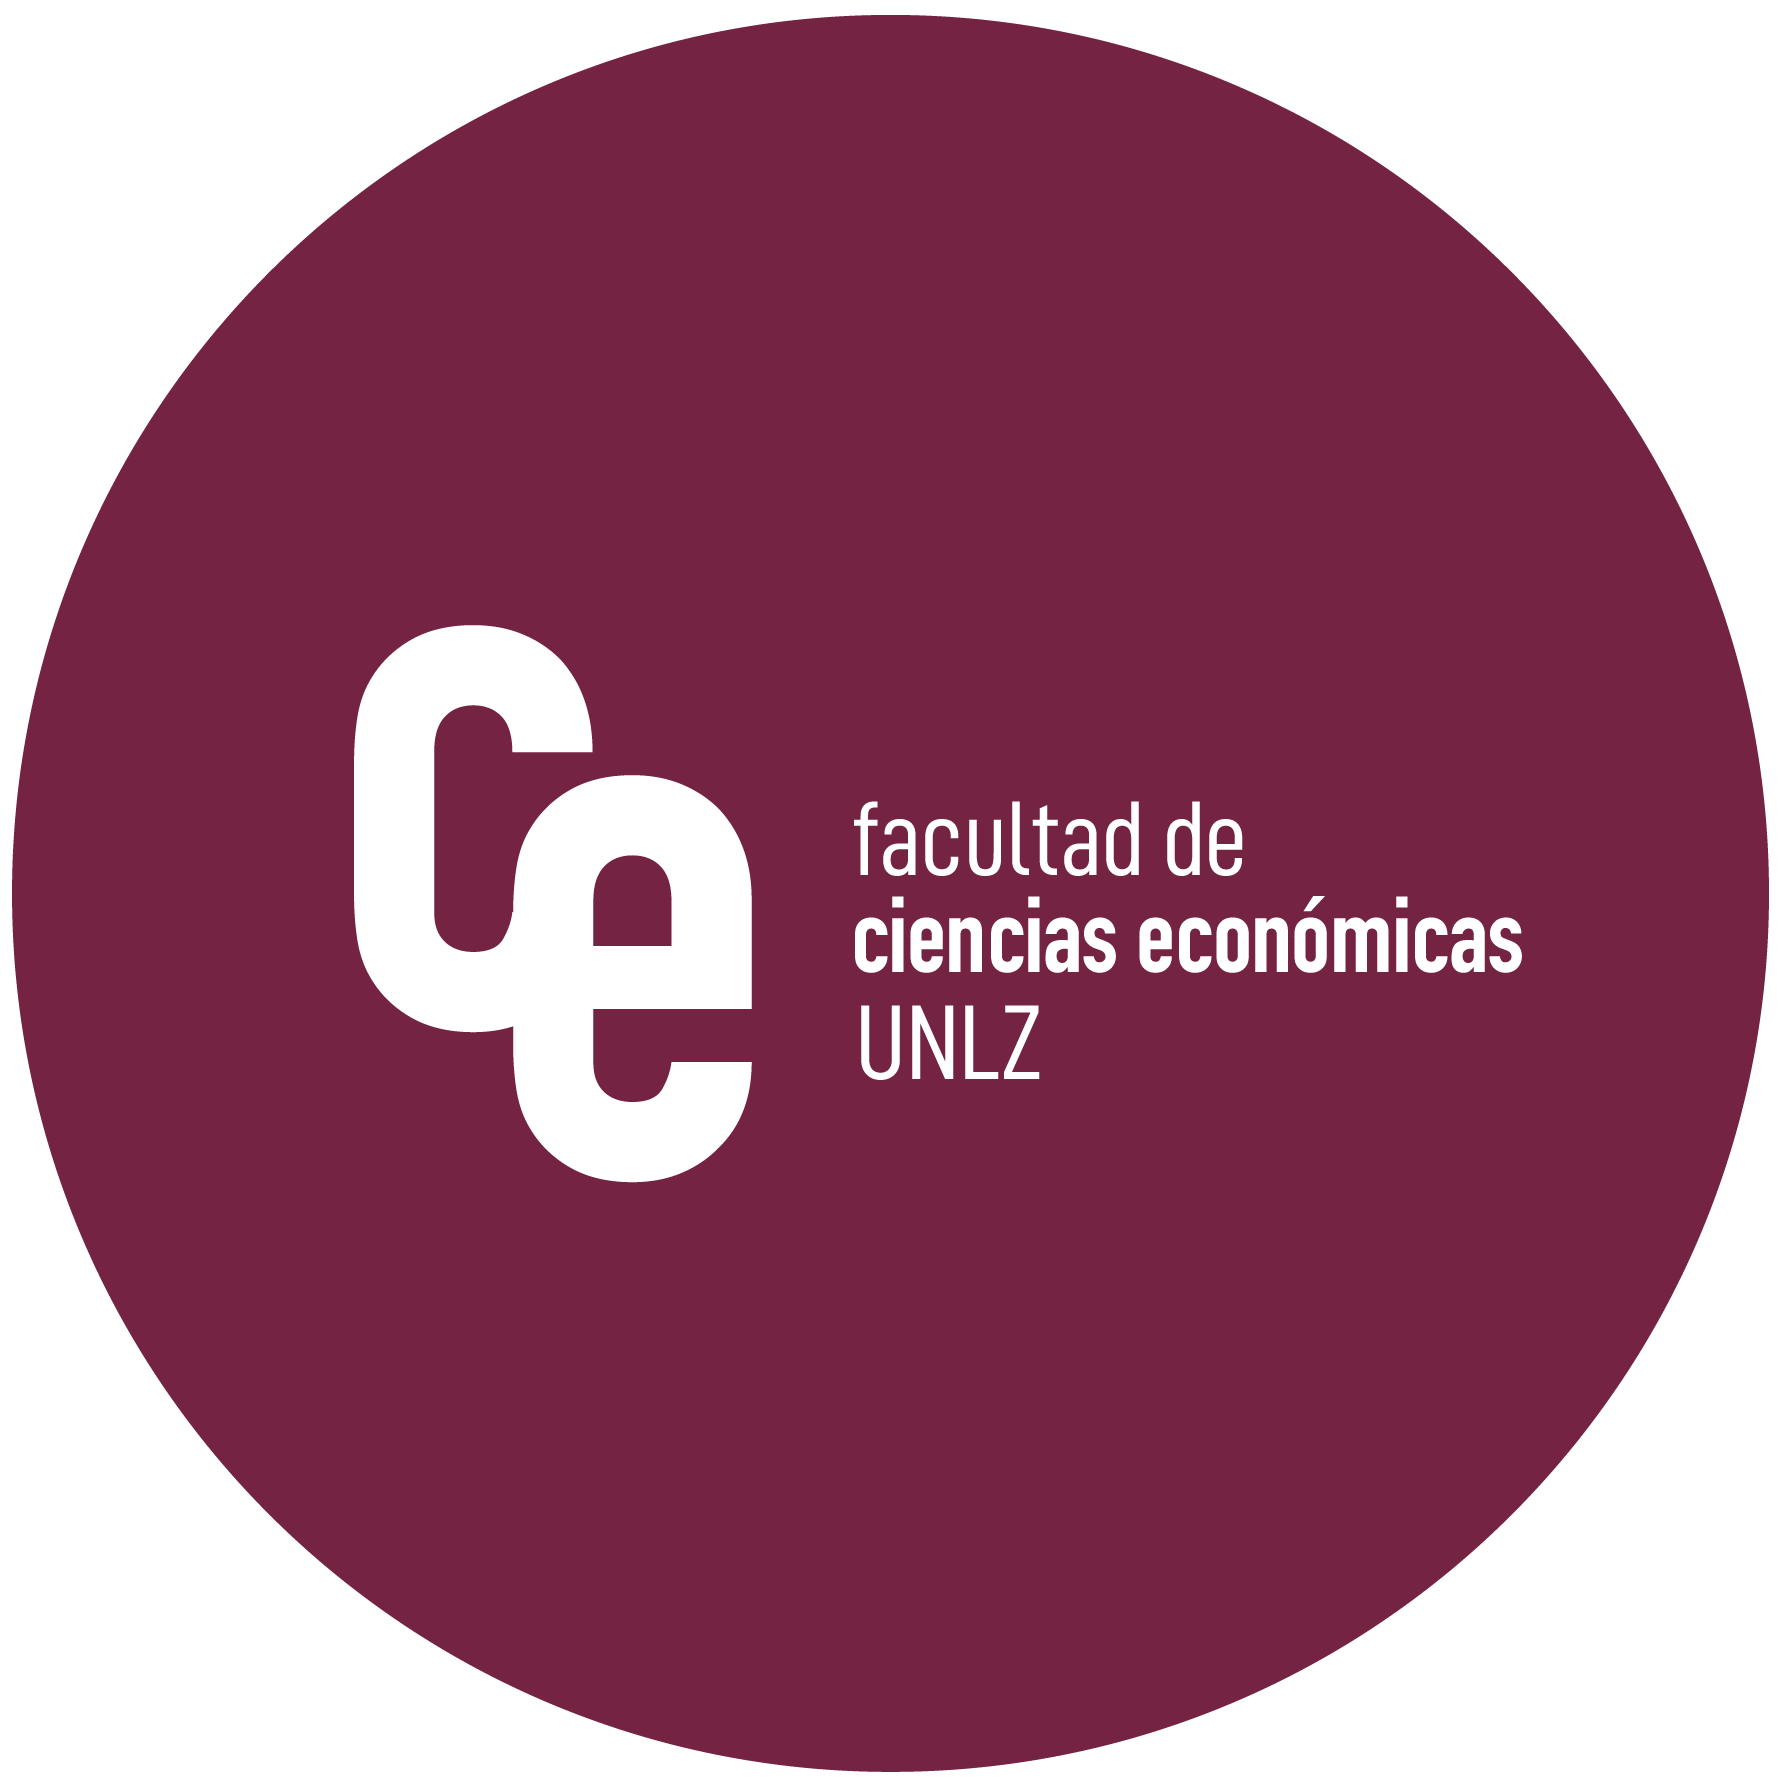 ce
facultad de
ciencias económicas
UNLZ